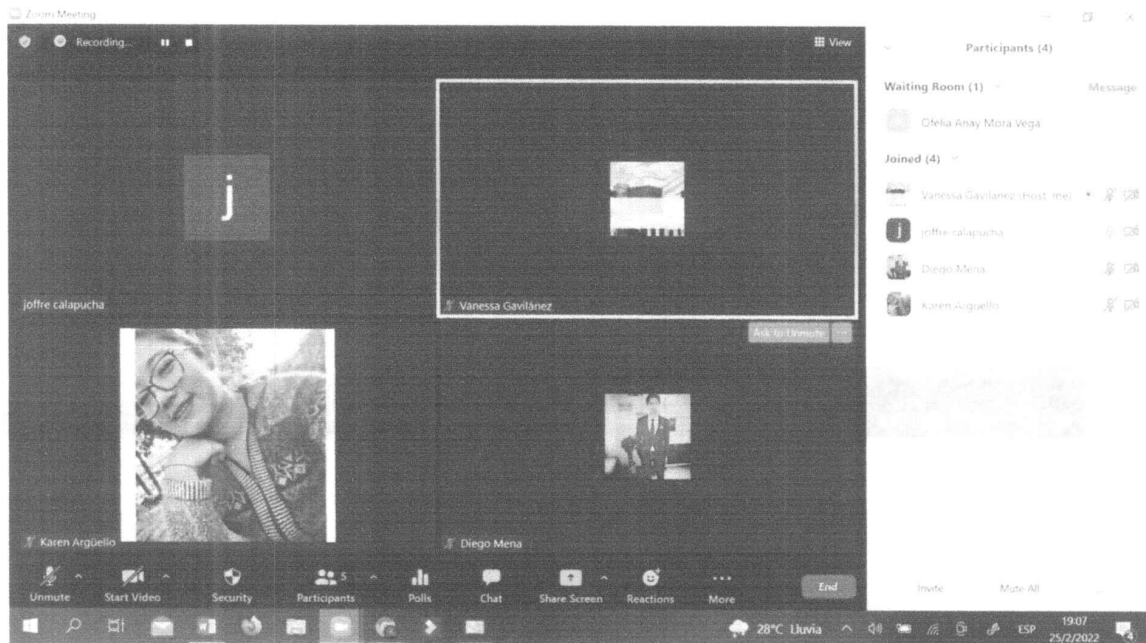 Zoom Meeting
Recording...
View
j
joffre calapucha
Vanessa Gavilánez
Ask to Unmute
Karen Argüello
Diego Mena
Unmute
Start Video
Security
Participants
5
Polls
Chat
Share Screen
Reactions
More
End
Participants (4)
Waiting Room (1)
Message
Ofelia Anay Mora Vega
Joined (4)
Vanessa Gavilánez (Host, me)
j
joffre calapucha
Diego Mena
Karen Argüello
Invite
Mute All
28°C Lluvia
ESP
19:07
25/2/2022